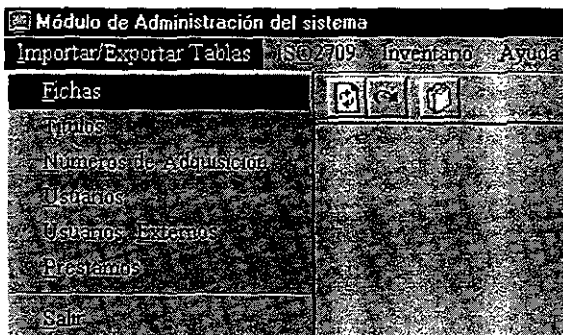 Módulo de Administración del sistema
Importar/Exportar Tablas ISO2709 Inventario Ayuda
Fichas
Títulos
Números de Adquisición
Usuarios
Usuarios Externos
Préstamos
Salir